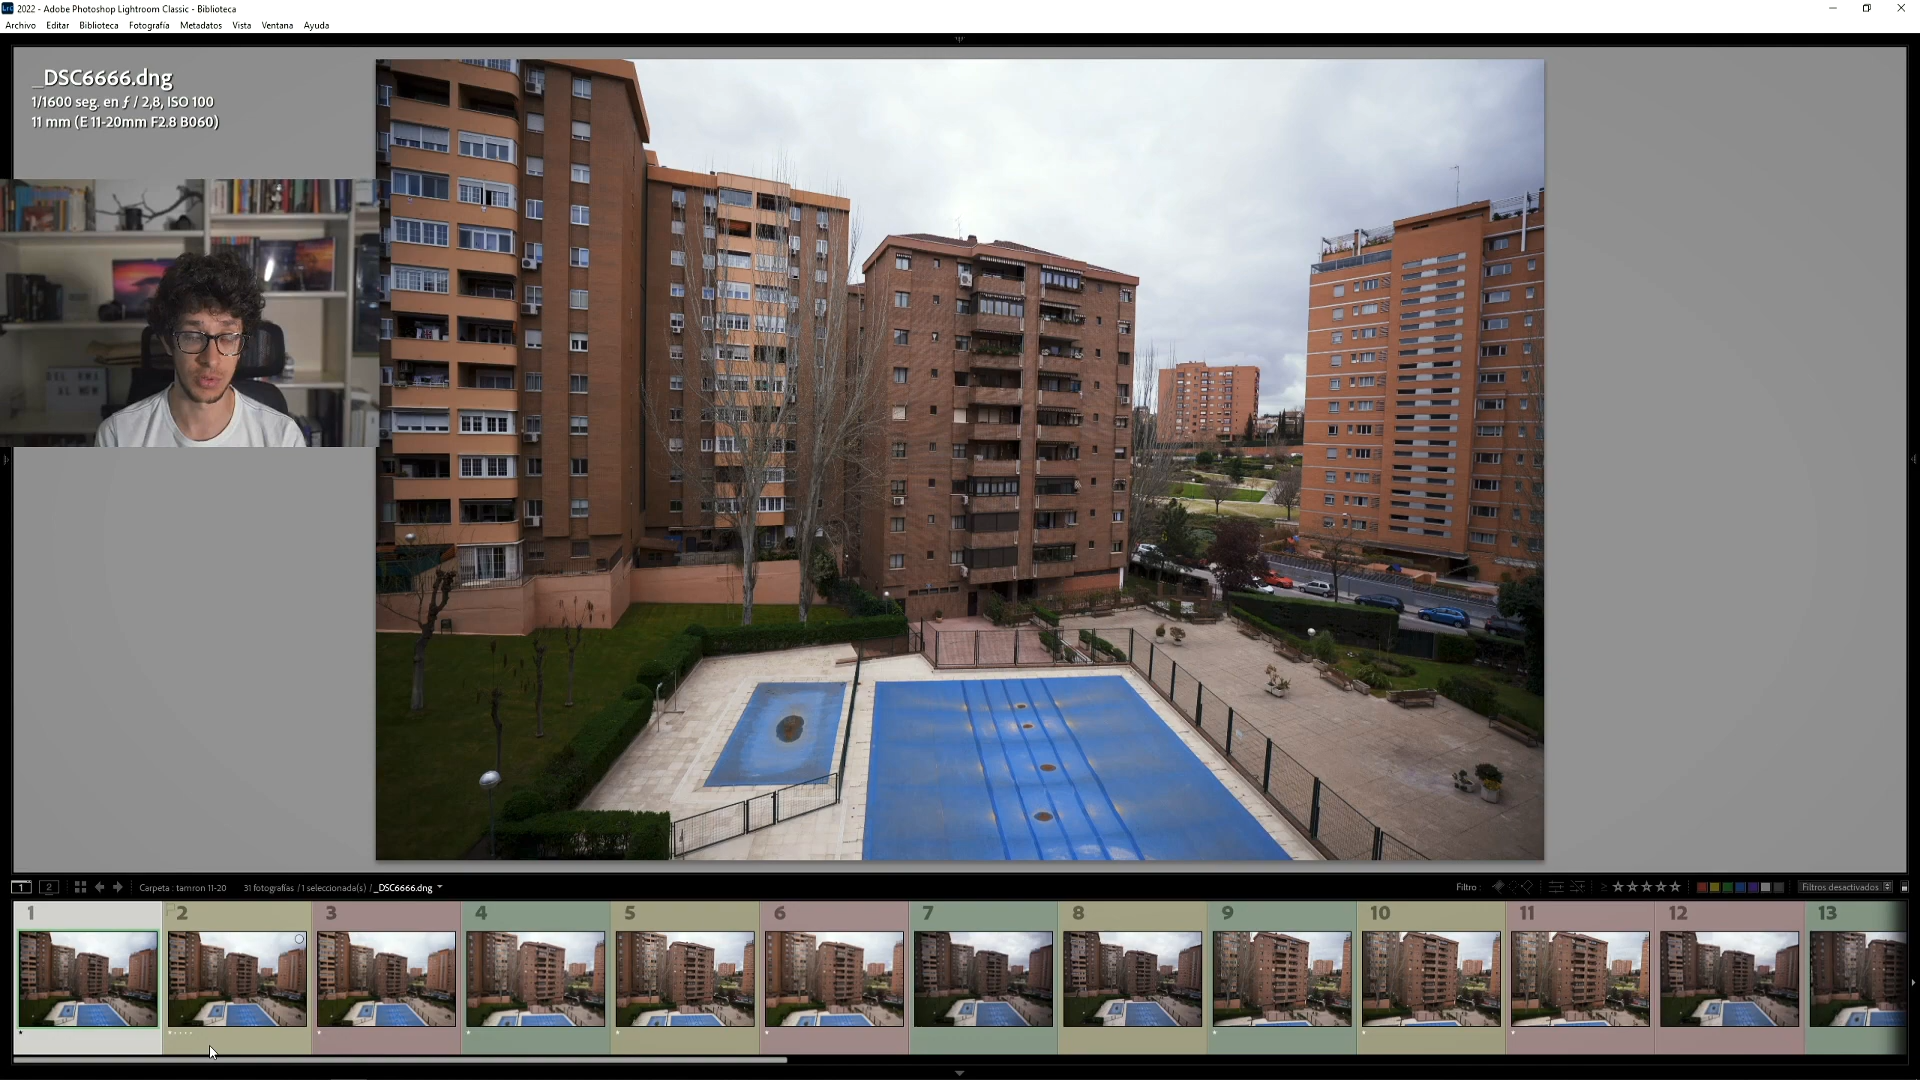 2022 - Adobe Photoshop Lightroom Classic - Biblioteca
Archivo Editar Biblioteca Fotografía Metadatos Vista Ventana Ayuda
_DSC6666.dng
1/1600 seg. en ƒ / 2,8, ISO 100
11 mm (E 11-20mm F2.8 B060)
1 2 Carpeta : tamron 11-20 31 fotografías / 1 seleccionada(s) / _DSC6666.dng Filtro : Filtros desactivados
1 2 3 4 5 6 7 8 9 10 11 12 13